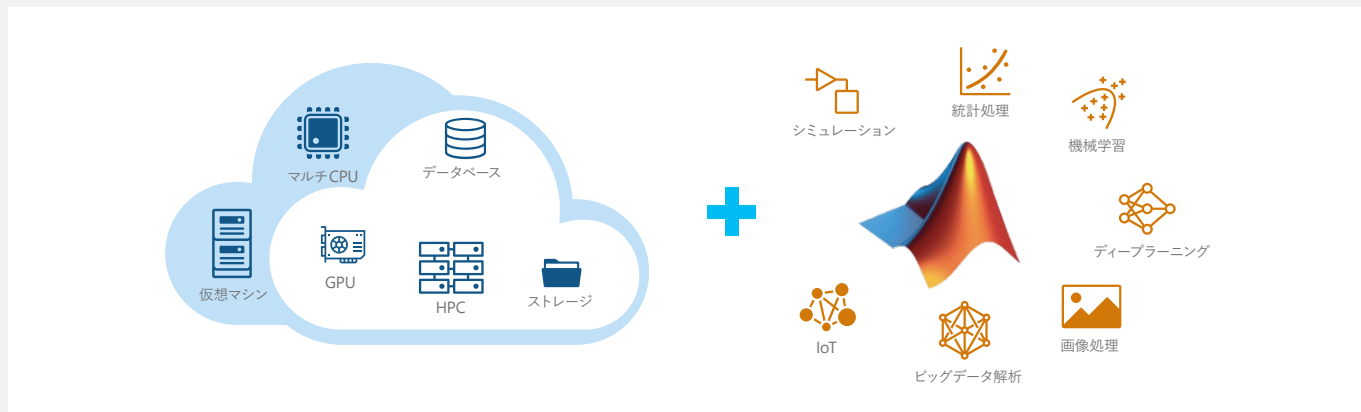 マルチCPU
データベース
仮想マシン
GPU
HPC
ストレージ
シミュレーション
統計処理
機械学習
ディープラーニング
画像処理
ビッグデータ解析
IoT